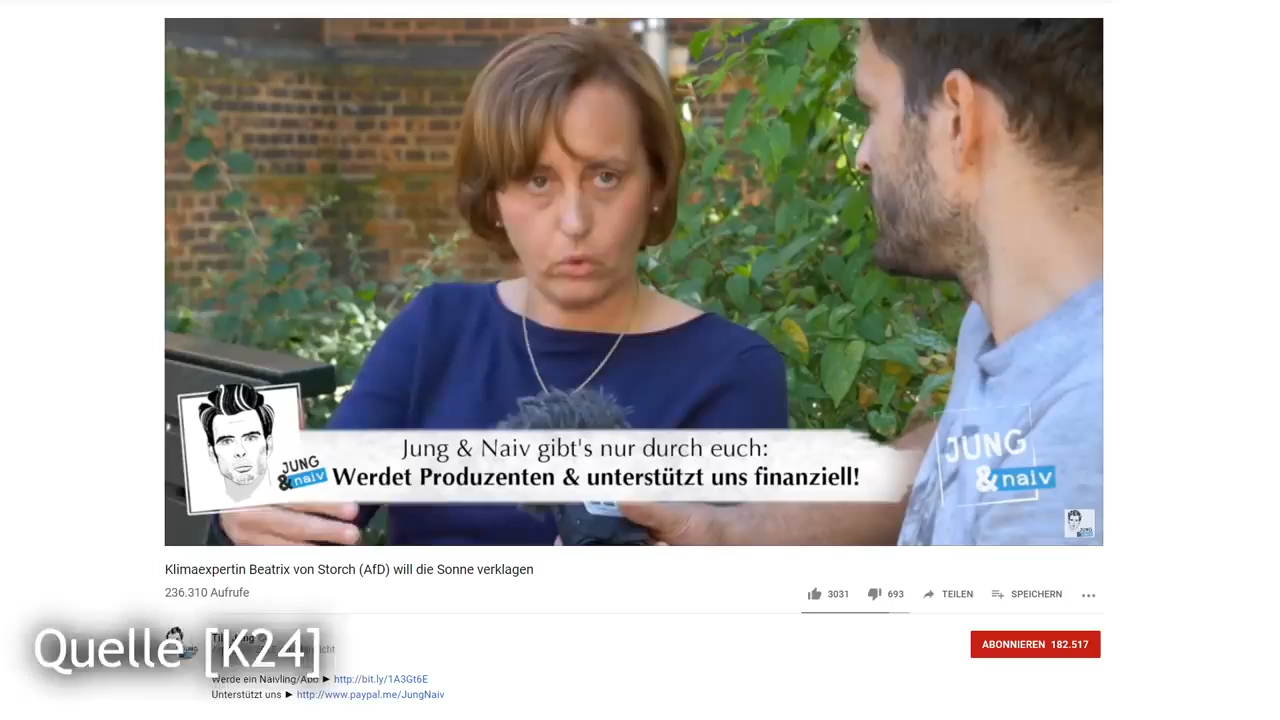 Jung & Naiv gibt's nur durch euch:
Werdet Produzenten & unterstützt uns finanziell!
JUNG
& naiv
JUNG
& naiv
Klimaexpertin Beatrix von Storch (AfD) will die Sonne verklagen
236.310 Aufrufe
3031
693
TEILEN
SPEICHERN
Quelle [K24]
ABONNIEREN 182.517
Werde ein Naivling/Abo ► http://bit.ly/1A3Gt6E
Unterstützt uns ► http://www.paypal.me/JungNaiv